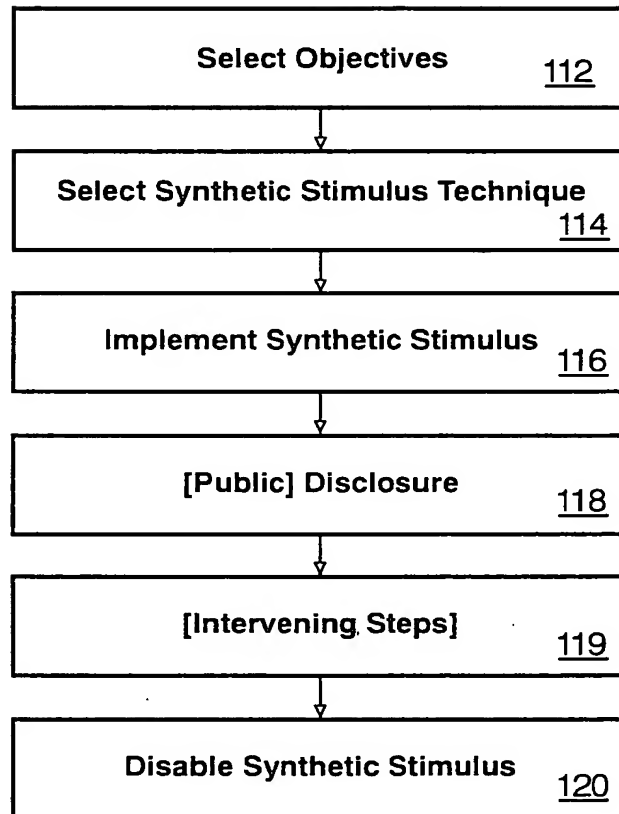 Select Objectives
112
Select Synthetic Stimulus Technique
114
Implement Synthetic Stimulus
116
[Public] Disclosure
118
[Intervening Steps]
119
Disable Synthetic Stimulus
120